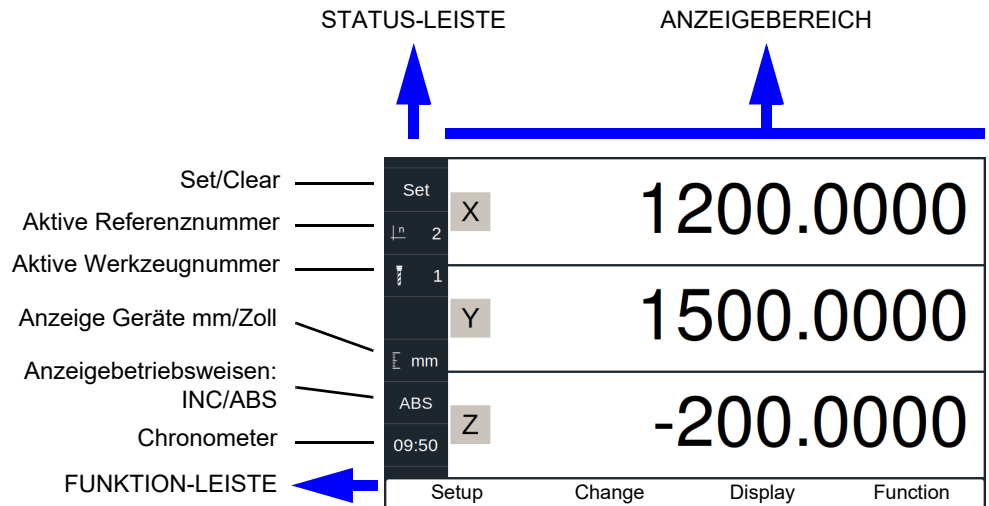 STATUS-LEISTE
ANZEIGEBEREICH
Set/Clear
Aktive Referenznummer
Aktive Werkzeugnummer
Anzeige Geräte mm/Zoll
Anzeigebetriebsweisen:
INC/ABS
Chronometer
FUNKTION-LEISTE
Set
n 2
1
mm
ABS
09:50
X 1200.0000
Y 1500.0000
Z -200.0000
Setup Change Display Function